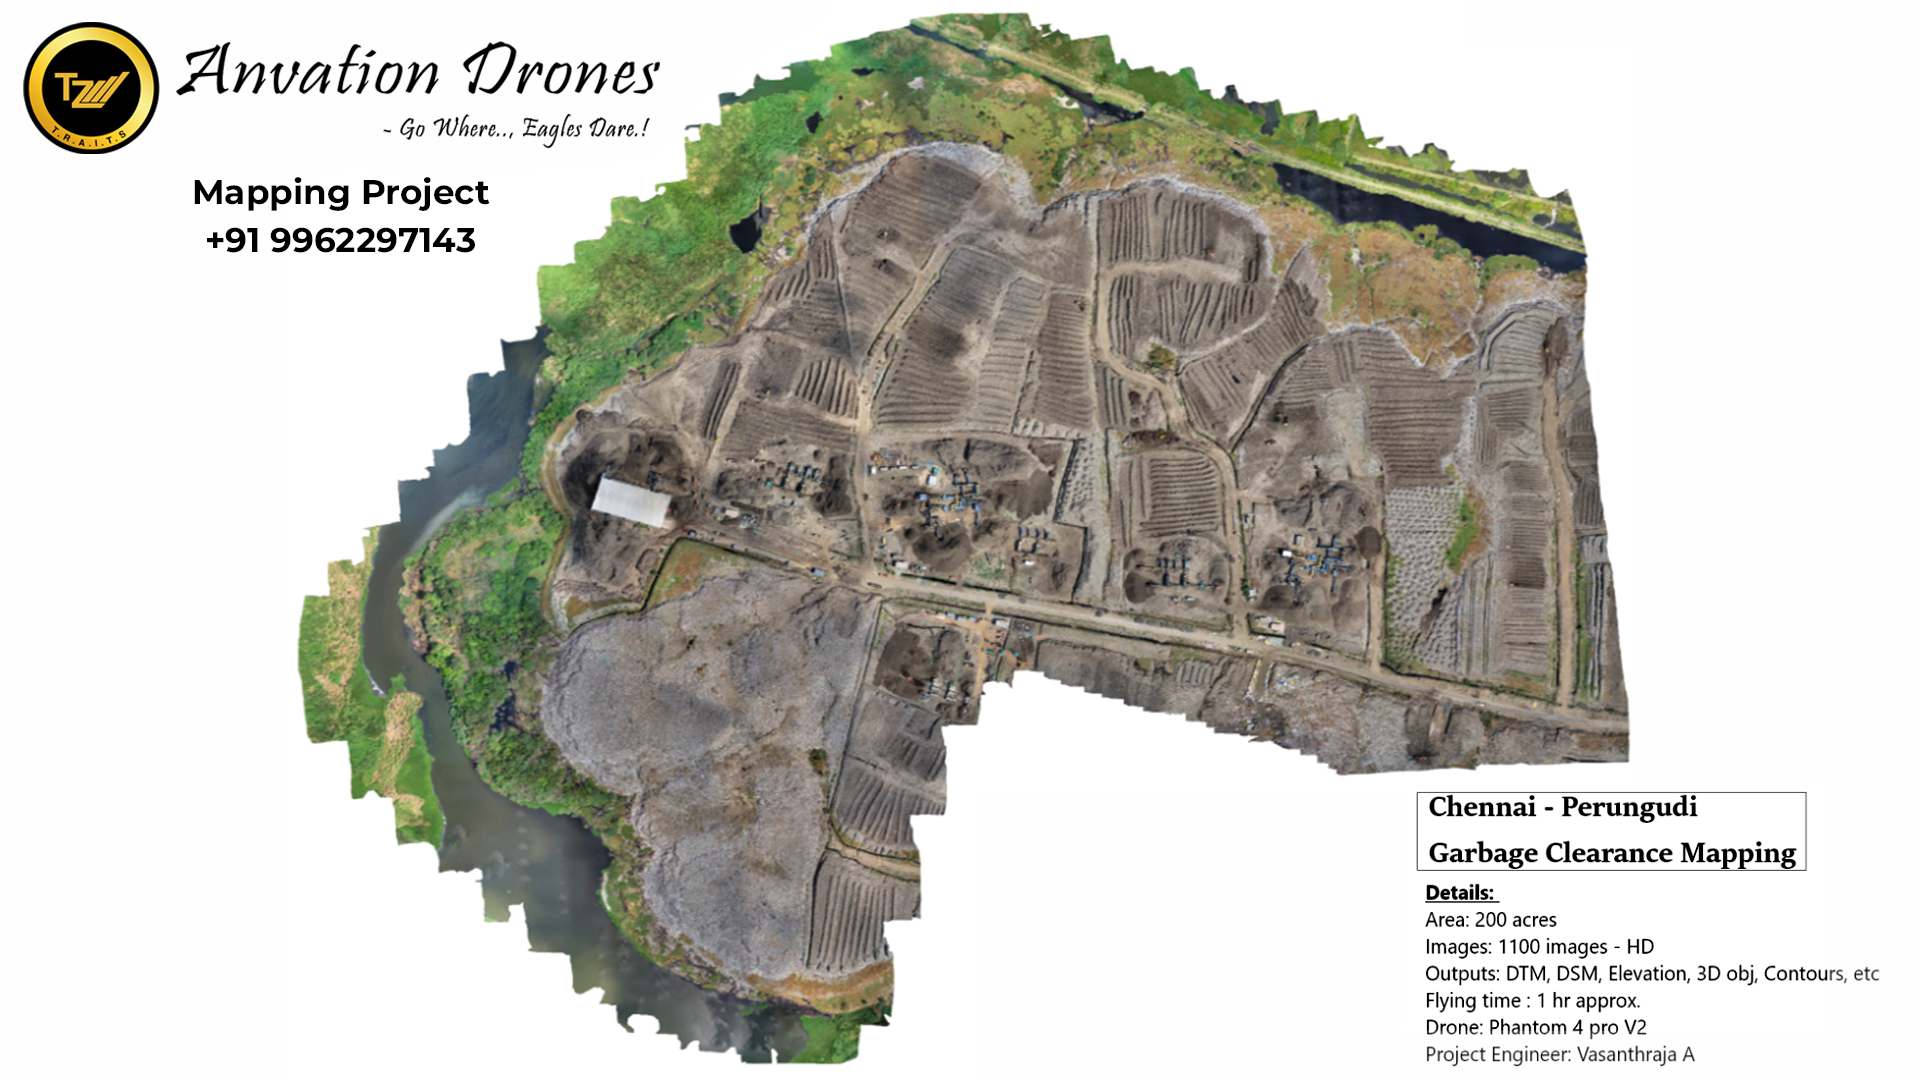 TZW
T.R.A.I.T.S
Anvation Drones
- Go Where.., Eagles Dare.!
Mapping Project
+91 9962297143
Chennai - Perungudi
Garbage Clearance Mapping
Details:
Area: 200 acres
Images: 1100 images - HD
Outputs: DTM, DSM, Elevation, 3D obj, Contours, etc
Flying time : 1 hr approx.
Drone: Phantom 4 pro V2
Project Engineer: Vasanthraja A